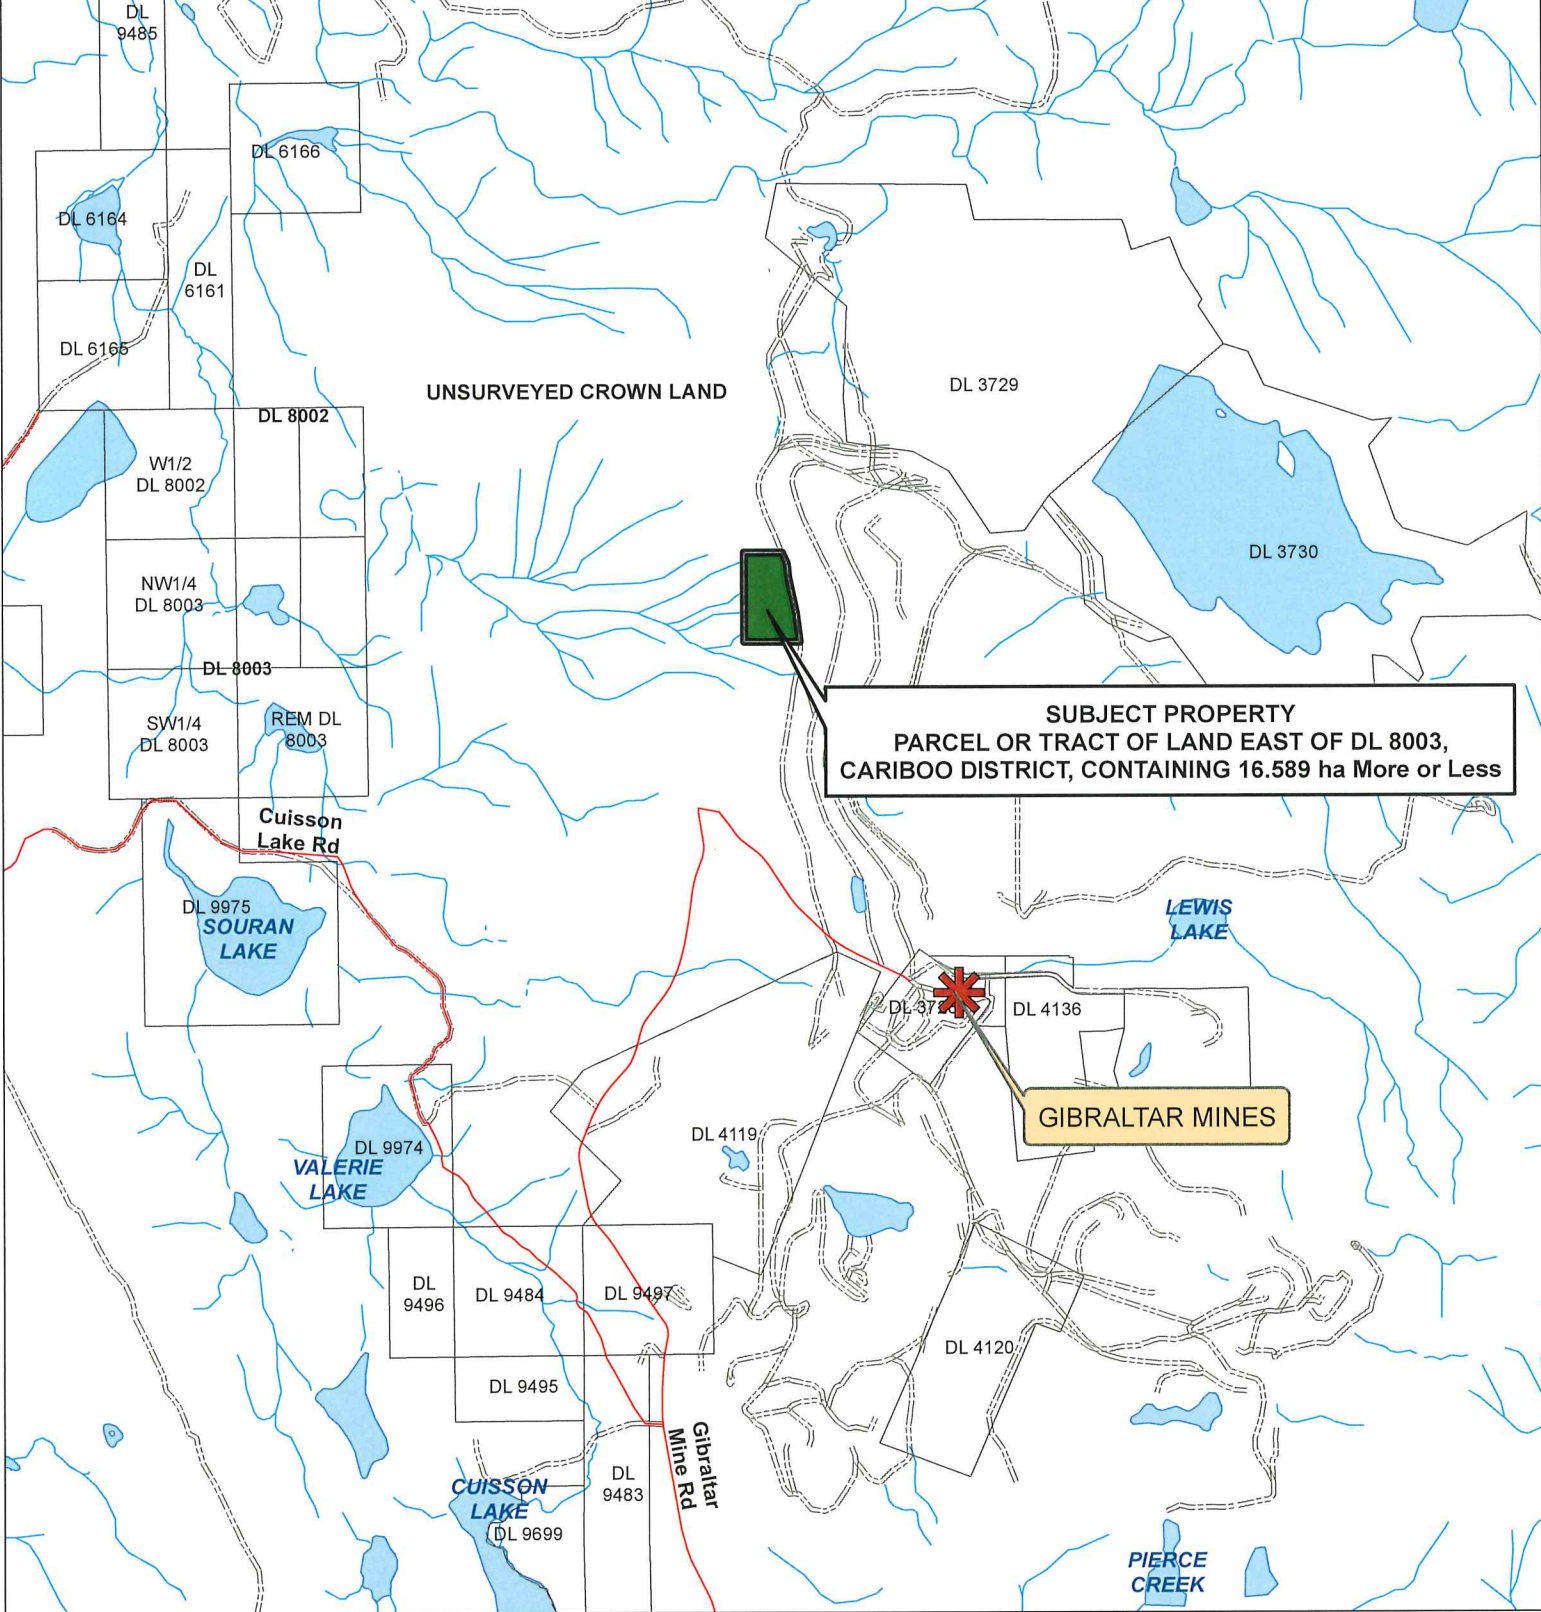 DL
9485
DL 6166
DL 6164
DL
6161
DL 6165
UNSURVEYED CROWN LAND
DL 3729
DL 8002
W1/2
DL 8002
DL 3730
NW1/4
DL 8003
DL 8003
SW1/4
DL 8003
REM DL
8003
SUBJECT PROPERTY
PARCEL OR TRACT OF LAND EAST OF DL 8003,
CARIBOO DISTRICT, CONTAINING 16.589 ha More or Less
Cuisson
Lake Rd
DL 9975
SOURAN
LAKE
LEWIS
LAKE
DL 4136
GIBRALTAR MINES
DL 4119
DL 9974
VALERIE
LAKE
DL
9496
DL 9484
DL 9497
DL 4120
DL 9495
Gibraltar
Mine Rd
DL
9483
CUISSON
LAKE
DL 9699
PIERCE
CREEK